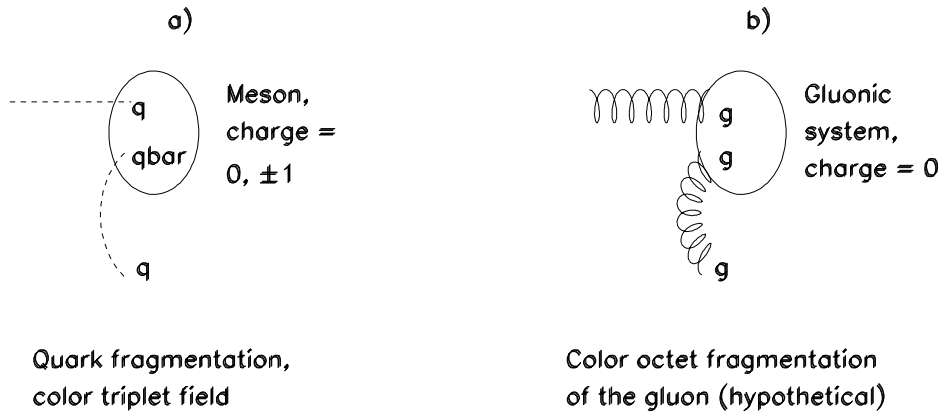 a)
q
qbar
q
Meson,
charge =
0, ±1
Quark fragmentation,
color triplet field
b)
g
g
g
Gluonic
system,
charge = 0
Color octet fragmentation
of the gluon (hypothetical)